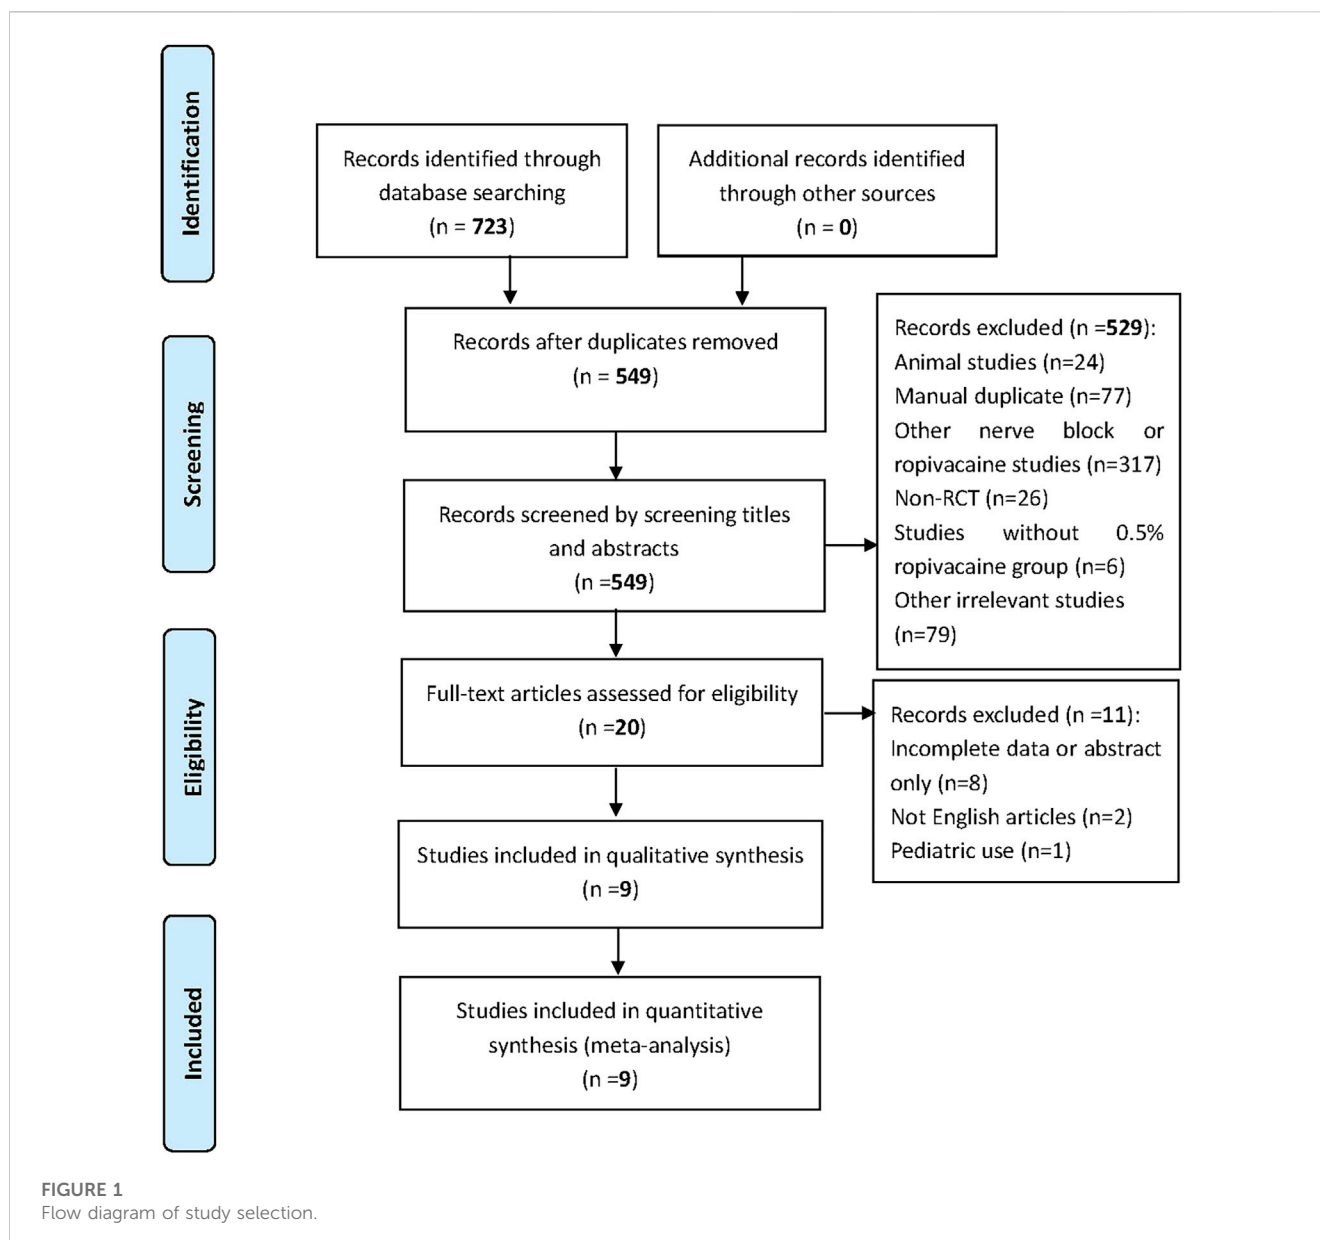 Identification
Records identified through
database searching
(n = 723)
Additional records identified
through other sources
(n = 0)
Screening
Records after duplicates removed
(n = 549)
Records screened by screening titles
and abstracts
(n =549)
Records excluded (n =529):
Animal studies (n=24)
Manual duplicate (n=77)
Other nerve block or
ropivacaine studies (n=317)
Non-RCT (n=26)
Studies without 0.5%
ropivacaine group (n=6)
Other irrelevant studies
(n=79)
Eligibility
Full-text articles assessed for eligibility
(n =20)
Records excluded (n =11):
Incomplete data or abstract
only (n=8)
Not English articles (n=2)
Pediatric use (n=1)
Studies included in qualitative synthesis
(n =9)
Included
Studies included in quantitative
synthesis (meta-analysis)
(n =9)
FIGURE 1
Flow diagram of study selection.